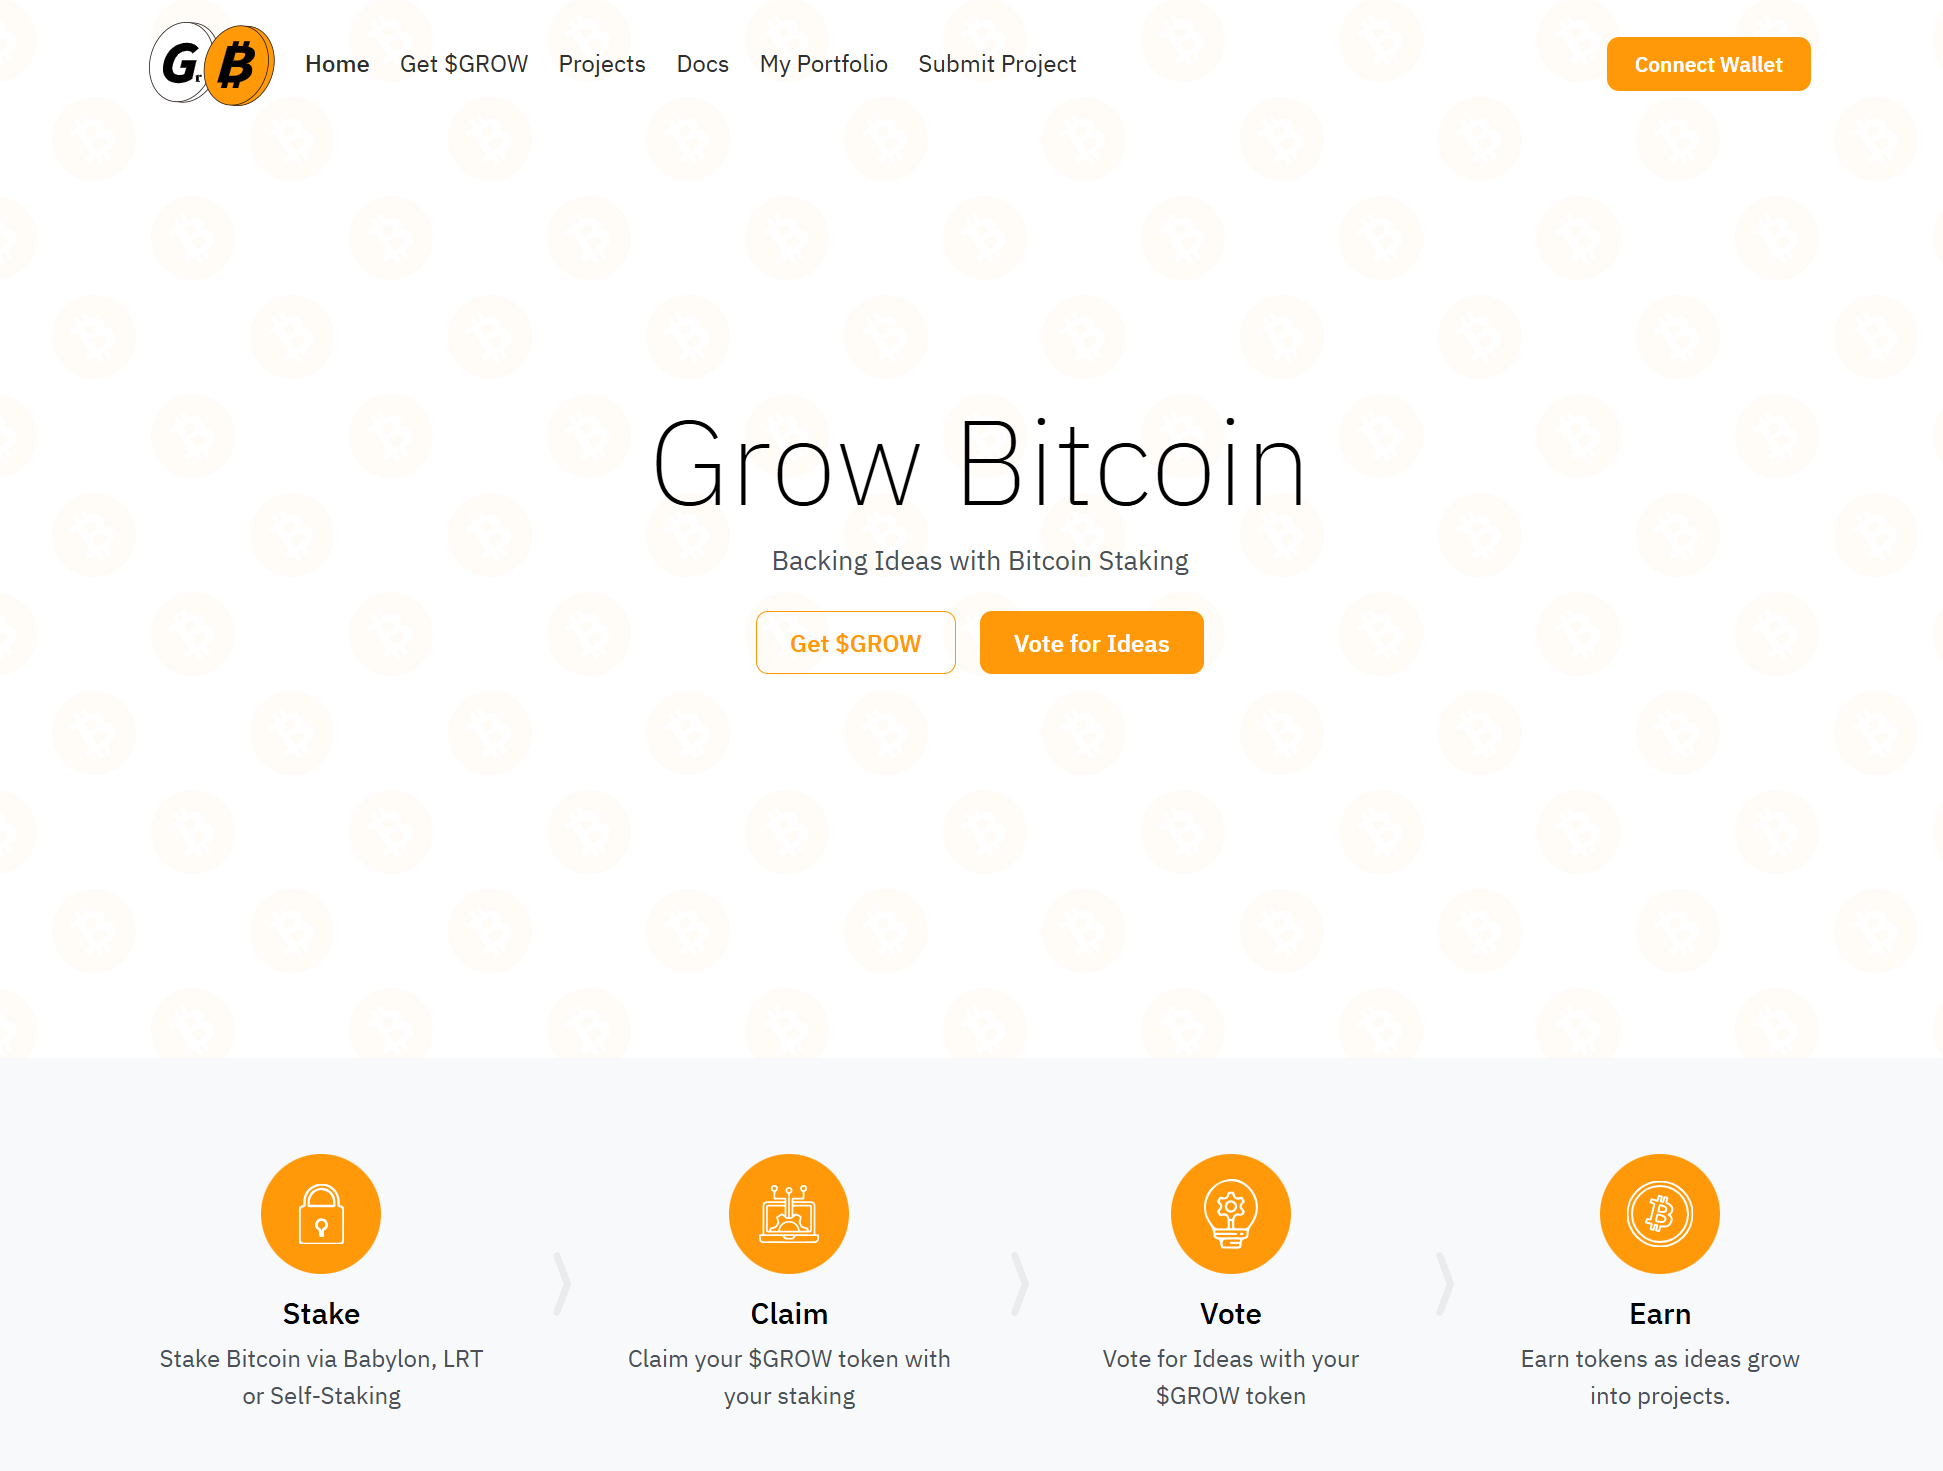 Gr B
Home Get $GROW Projects Docs My Portfolio Submit Project Connect Wallet
Grow Bitcoin
Backing Ideas with Bitcoin Staking
Get $GROW Vote for Ideas
Stake
Stake Bitcoin via Babylon, LRT
or Self-Staking
Claim
Claim your $GROW token with
your staking
Vote
Vote for Ideas with your
$GROW token
Earn
Earn tokens as ideas grow
into projects.